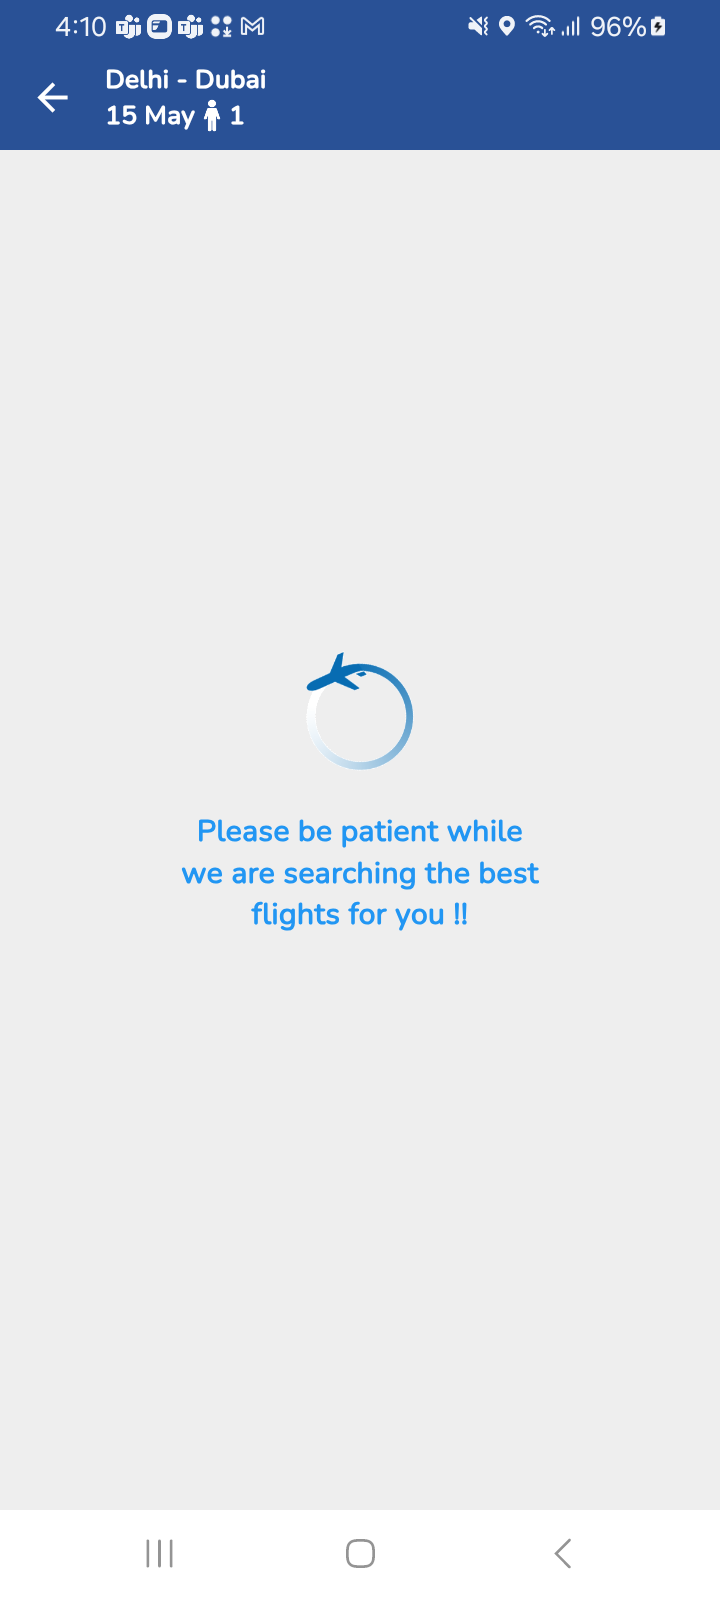 4:10 96%
Delhi - Dubai
15 May 1
Please be patient while
we are searching the best
flights for you !!